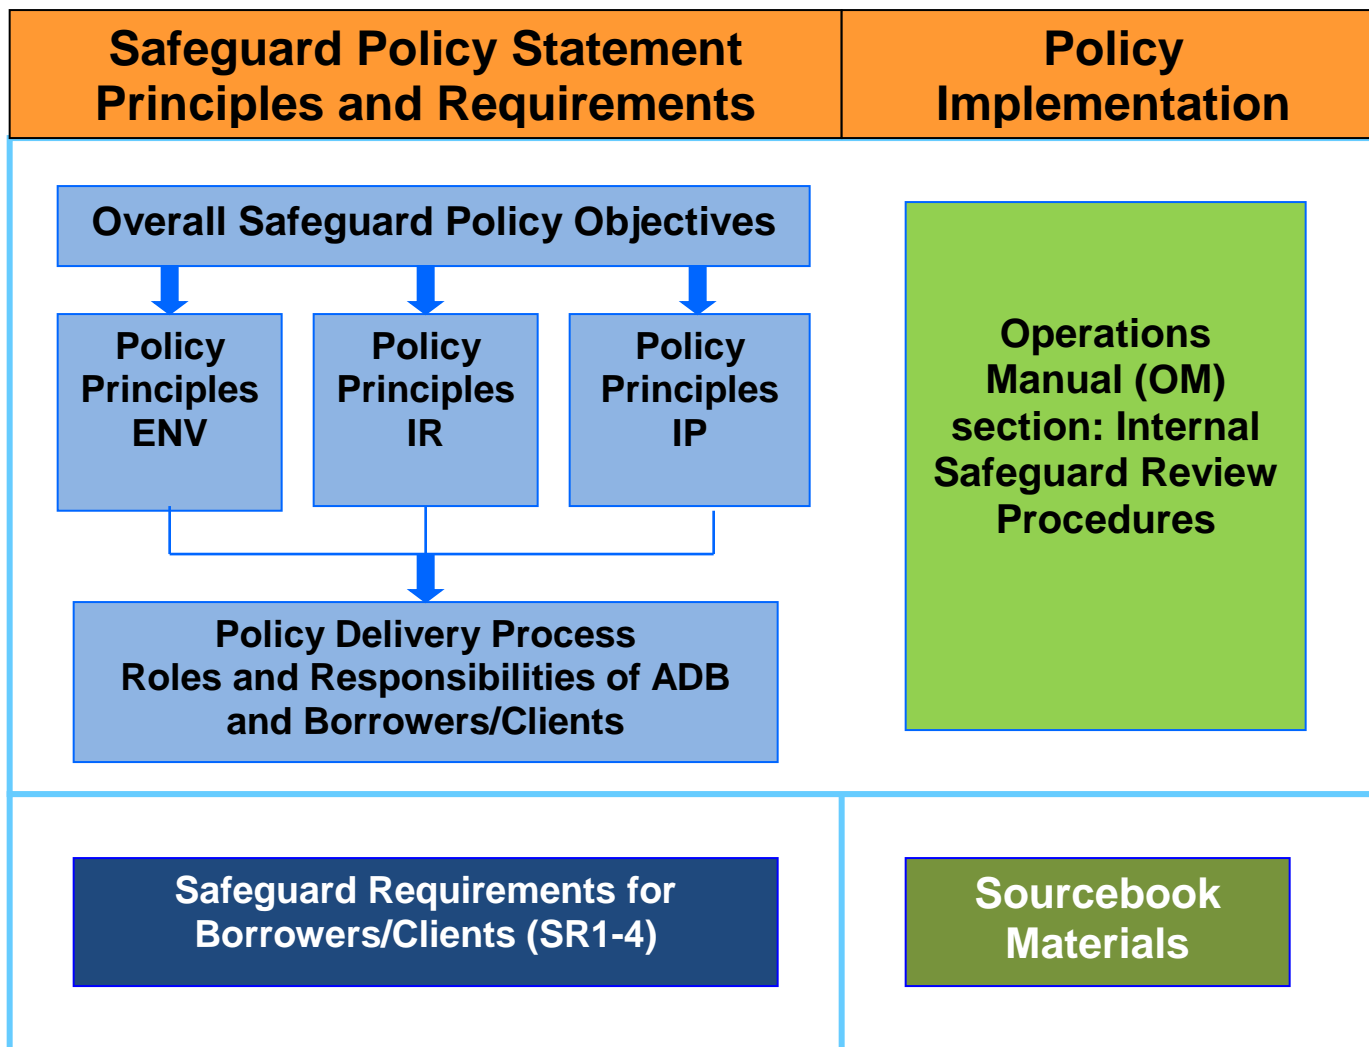 Safeguard Policy Statement
Principles and Requirements
Policy
Implementation
Overall Safeguard Policy Objectives
Policy
Principles
ENV
Policy
Principles
IR
Policy
Principles
IP
Operations
Manual (OM)
section: Internal
Safeguard Review
Procedures
Policy Delivery Process
Roles and Responsibilities of ADB
and Borrowers/Clients
Safeguard Requirements for
Borrowers/Clients (SR1-4)
Sourcebook
Materials